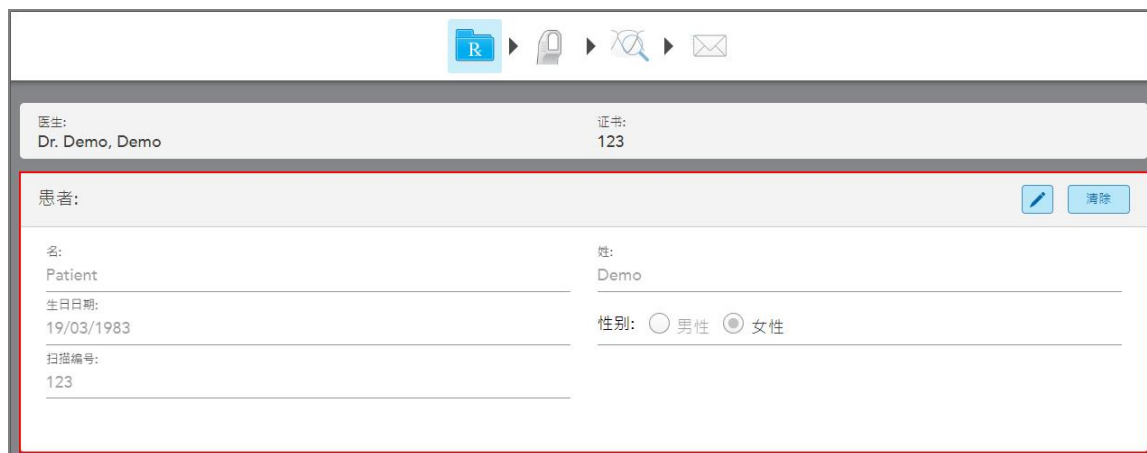 R
医生:
Dr. Demo, Demo
证书:
123
患者:
清除
名:
Patient
姓:
Demo
生日日期:
19/03/1983
性别: 男性 女性
扫描编号:
123